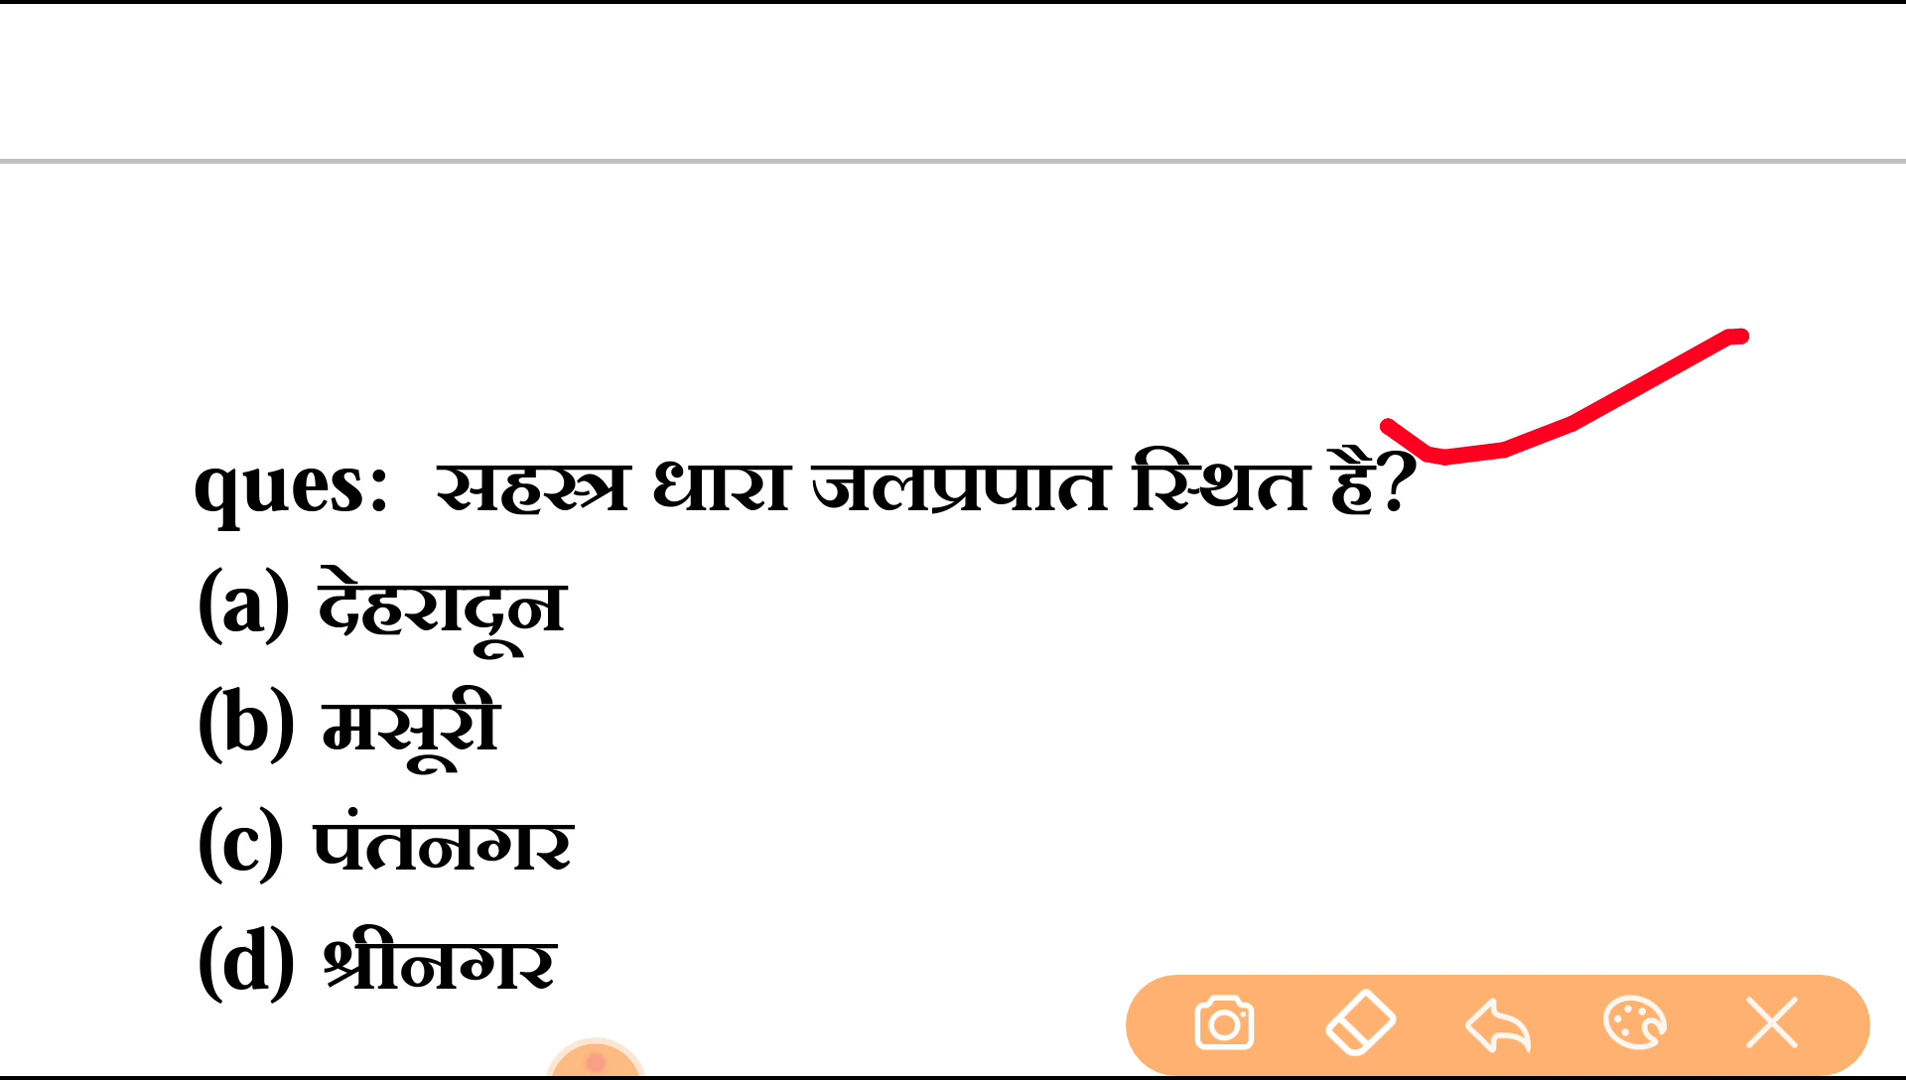 ques: सहस्त्र धारा जलप्रपात स्थित है?
(a) देहरादून
(b) मसूरी
(c) पंतनगर
(d) श्रीनगर